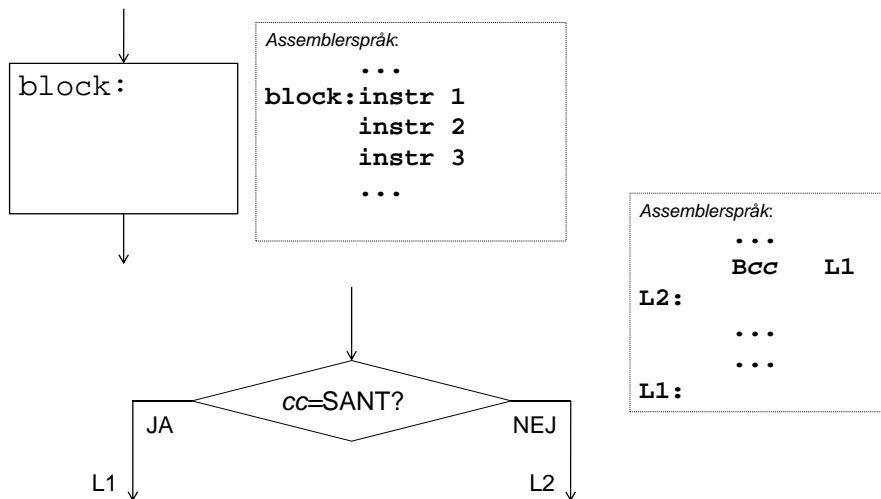 block:
Assemblerspråk:
...
block:instr 1
instr 2
instr 3
...
Assemblerspråk:
...
Bcc L1
L2:
...
...
L1:
cc=SANT?
JA NEJ
L1 L2